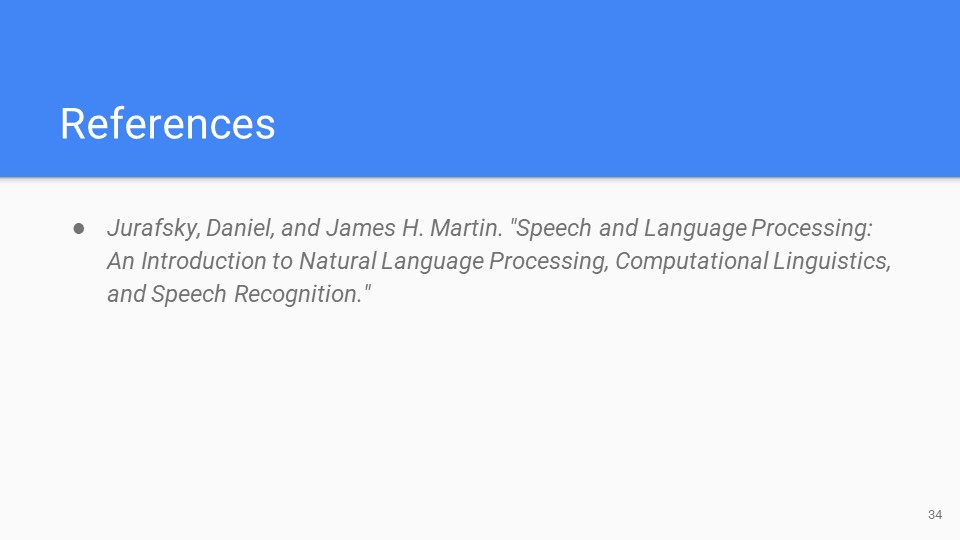 References
● Jurafsky, Daniel, and James H. Martin. "Speech and Language Processing:
An Introduction to Natural Language Processing, Computational Linguistics,
and Speech Recognition."
34